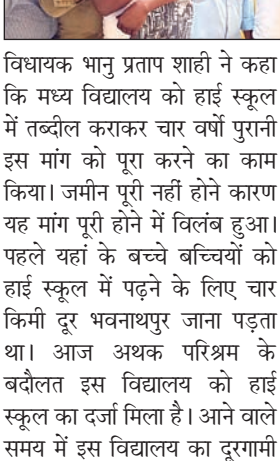 विधायक भानु प्रताप शाही ने कहा
कि मध्य विद्यालय को हाई स्कूल
में तब्दील कराकर चार वर्षो पुरानी
इस मांग को पूरा करने का काम
किया। जमीन पूरी नहीं होने कारण
यह मांग पूरी होने में विलंब हुआ।
पहले यहां के बच्चे बच्चियों को
हाई स्कूल में पढ़ने के लिए चार
किमी दूर भवनाथपुर जाना पड़ता
था। आज अथक परिश्रम के
बदौलत इस विद्यालय को हाई
स्कूल का दर्जा मिला है। आने वाले
समय में इस विद्यालय का दूरगामी